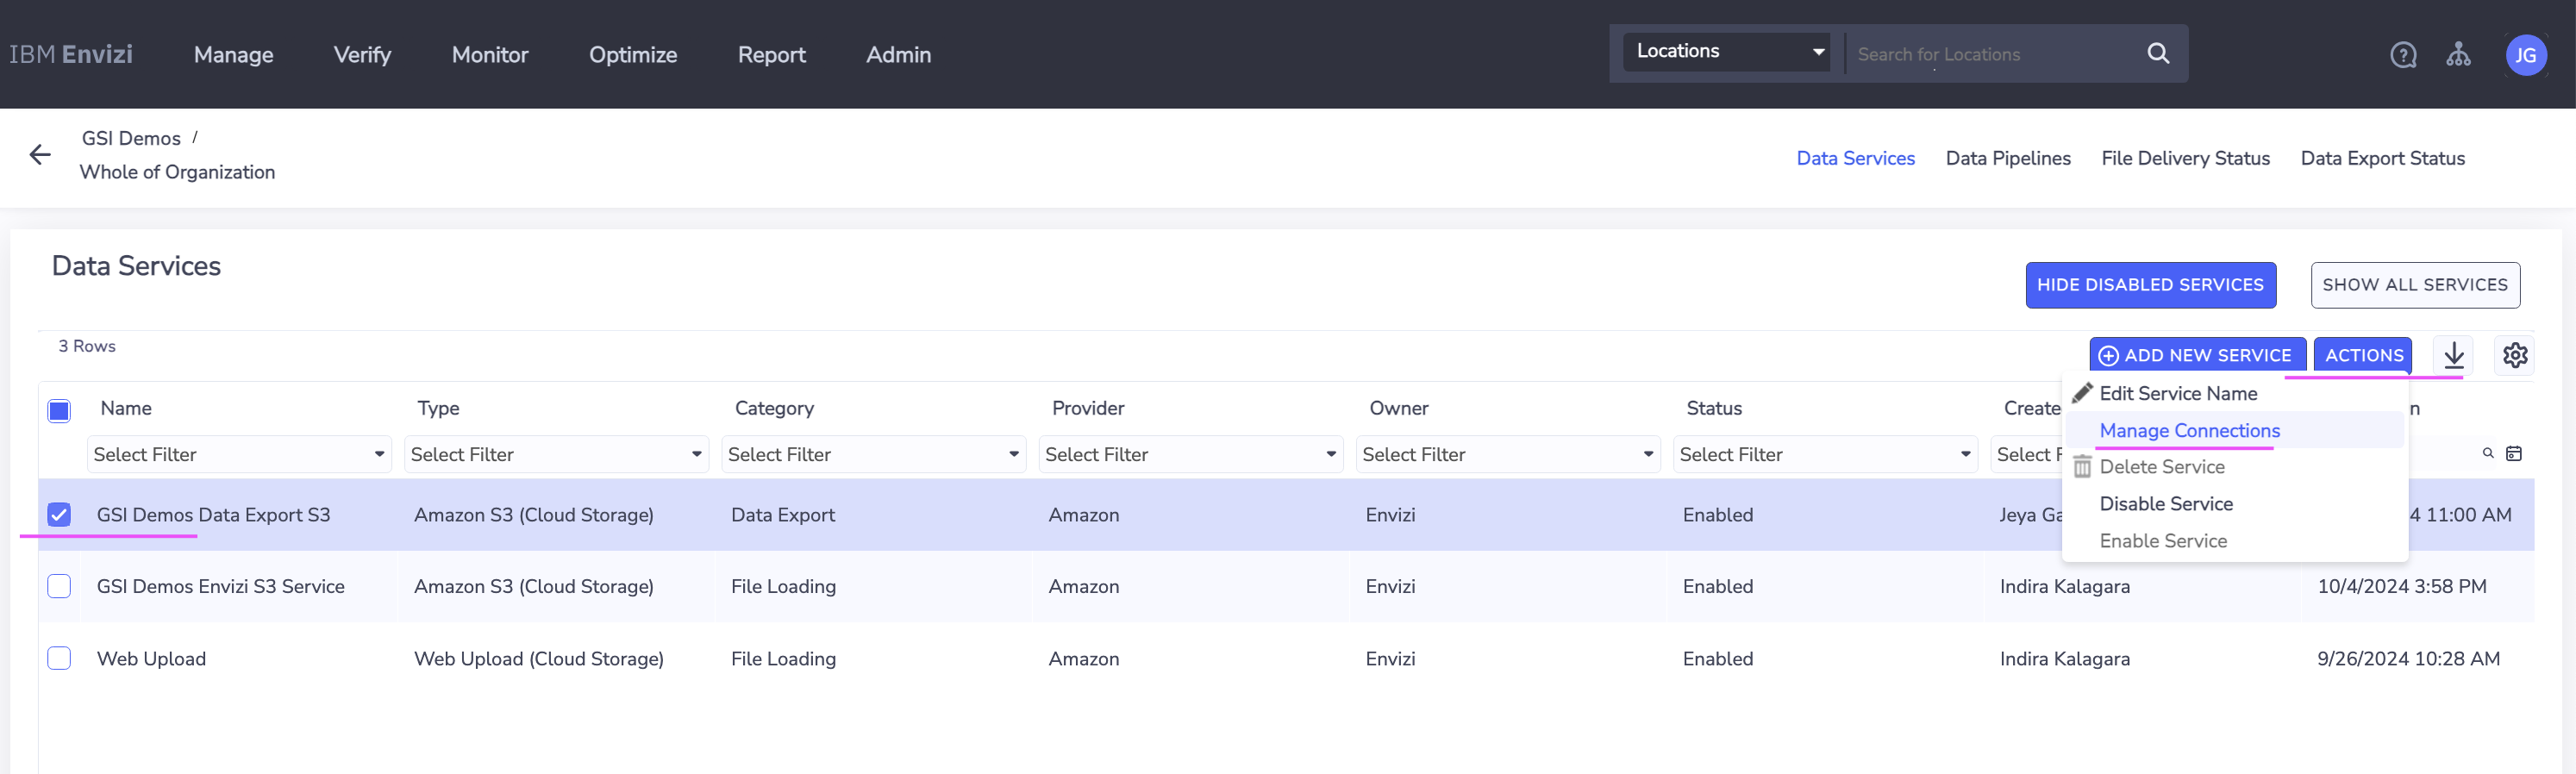 IBM Envizi Manage Verify Monitor Optimize Report Admin Locations Search for Locations JG
GSI Demos /
Whole of Organization
Data Services Data Pipelines File Delivery Status Data Export Status
Data Services
HIDE DISABLED SERVICES SHOW ALL SERVICES
3 Rows
ADD NEW SERVICE ACTIONS
Edit Service Name
Manage Connections
Delete Service
Disable Service
Enable Service
Name Type Category Provider Owner Status Create n
Select Filter Select Filter Select Filter Select Filter Select Filter Select Filter Select F
GSI Demos Data Export S3 Amazon S3 (Cloud Storage) Data Export Amazon Envizi Enabled Jeya Ga 4 11:00 AM
GSI Demos Envizi S3 Service Amazon S3 (Cloud Storage) File Loading Amazon Envizi Enabled Indira Kalagara 10/4/2024 3:58 PM
Web Upload Web Upload (Cloud Storage) File Loading Amazon Envizi Enabled Indira Kalagara 9/26/2024 10:28 AM